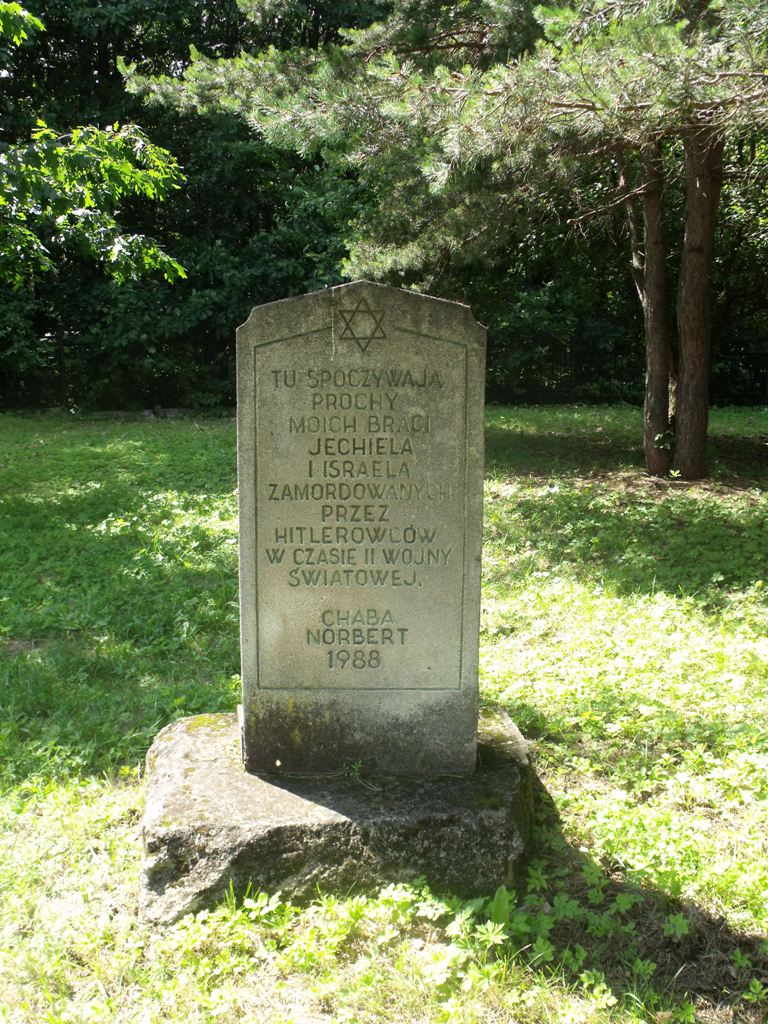 TU SPOCZYWAJĄ
PROCHY
MOICH BRACI
JECHIELA
I ISRAELA
ZAMORDOWANYCH
PRZEZ
HITLEROWCÓW
W CZASIE II WOJNY
ŚWIATOWEJ.
CHABA
NORBERT
1988